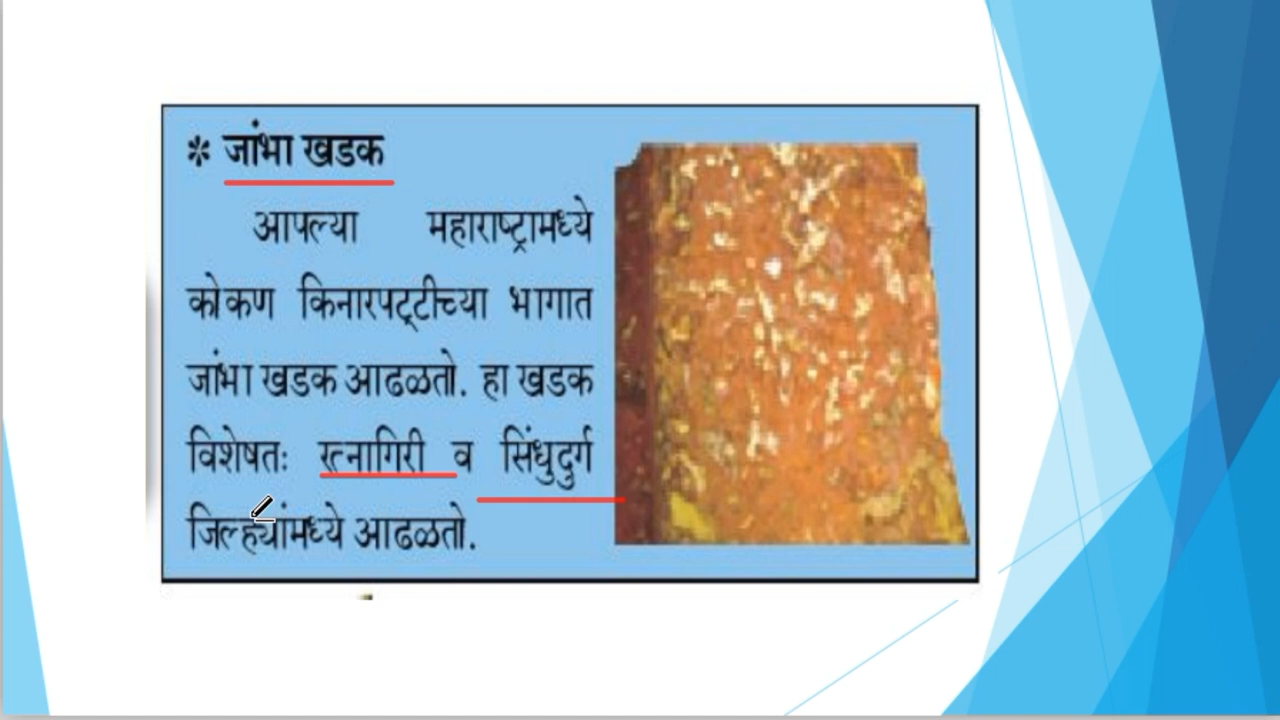 * जांभा खडक
आपल्या महाराष्ट्रामध्ये
कोकण किनारपट्टीच्या भागात
जांभा खडक आढळतो. हा खडक
विशेषतः रत्नागिरी व सिंधुदुर्ग
जिल्ह्यांमध्ये आढळतो.